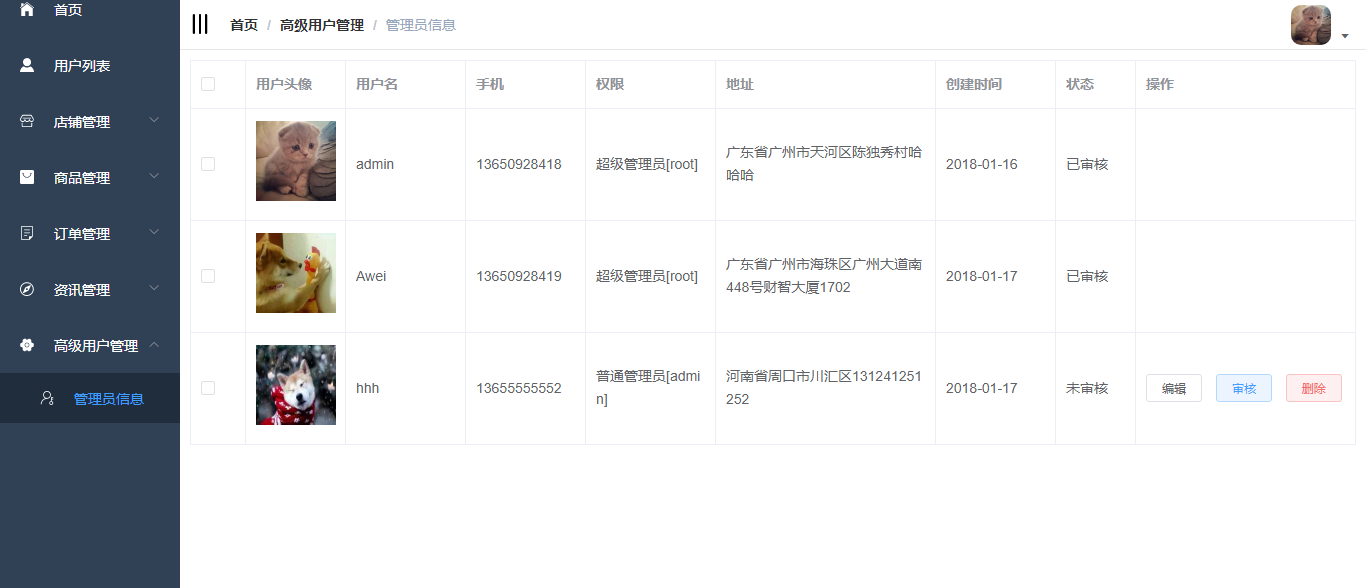 首页
用户列表
店铺管理
商品管理
订单管理
资讯管理
高级用户管理
管理员信息
首页 / 高级用户管理 / 管理员信息
用户头像 用户名 手机 权限 地址 创建时间 状态 操作
admin 13650928418 超级管理员[root] 广东省广州市天河区陈独秀村哈
哈哈 2018-01-16 已审核
Awei 13650928419 超级管理员[root] 广东省广州市海珠区广州大道南
448号财智大厦1702 2018-01-17 已审核
hhh 13655555552 普通管理员[admi
n] 河南省周口市川汇区131241251
252 2018-01-17 未审核 编辑 审核 删除